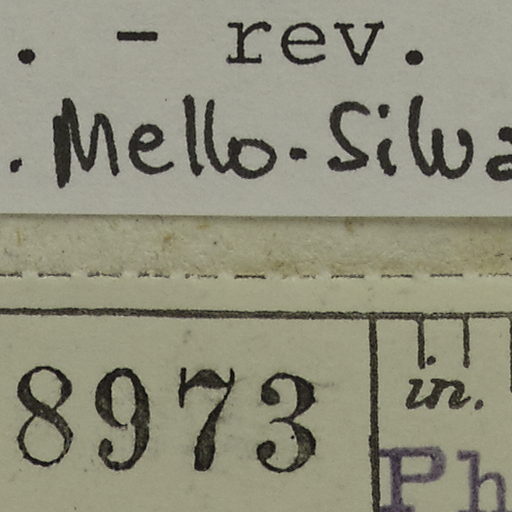 . - rev.
. Mello-Silva
8973
in.
Ph